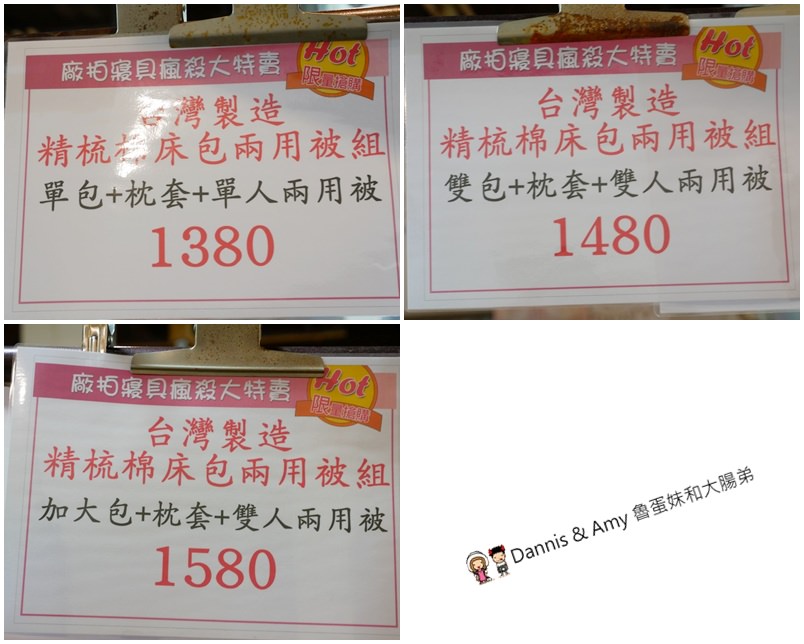 廠拍寢具瘋殺大特賣
Hot
限量搶購
台灣製造
精梳棉床包兩用被組
單包+枕套+單人兩用被
1380
廠拍寢具瘋殺大特賣
Hot
限量搶購
台灣製造
精梳棉床包兩用被組
雙包+枕套+雙人兩用被
1480
廠拍寢具瘋殺大特賣
Hot
限量搶購
台灣製造
精梳棉床包兩用被組
加大包+枕套+雙人兩用被
1580
Dannis & Amy 魯蛋妹和大腸弟